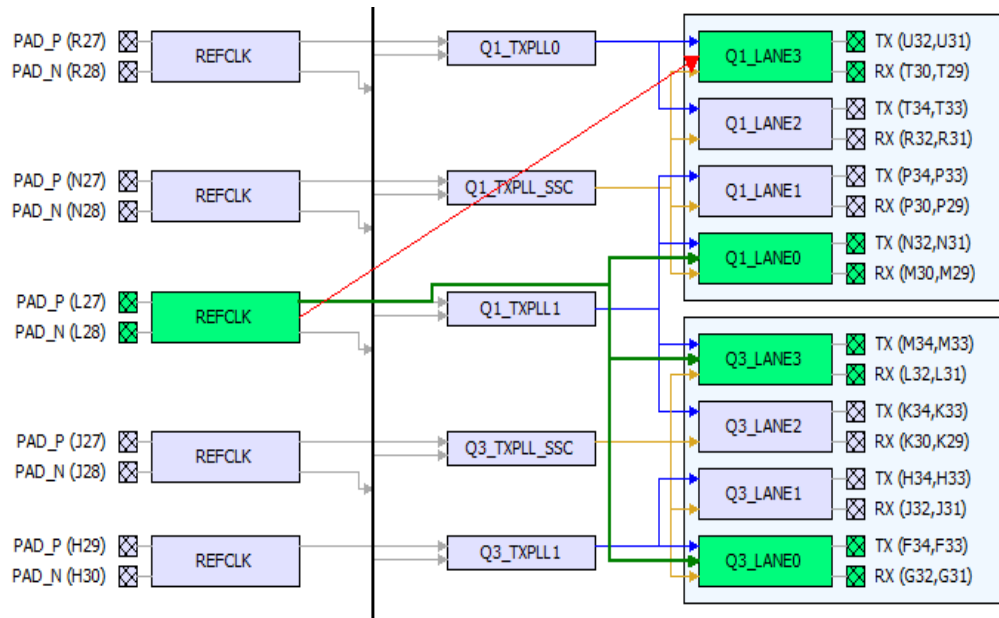 PAD_P (R27)
PAD_N (R28)
REFCLK
PAD_P (N27)
PAD_N (N28)
REFCLK
PAD_P (L27)
PAD_N (L28)
REFCLK
PAD_P (J27)
PAD_N (J28)
REFCLK
PAD_P (H29)
PAD_N (H30)
REFCLK
Q1_TXPLL0
Q1_TXPLL_SSC
Q1_TXPLL1
Q3_TXPLL_SSC
Q3_TXPLL1
Q1_LANE3
TX (U32,U31)
RX (T30,T29)
Q1_LANE2
TX (T34,T33)
RX (R32,R31)
Q1_LANE1
TX (P34,P33)
RX (P30,P29)
Q1_LANE0
TX (N32,N31)
RX (M30,M29)
Q3_LANE3
TX (M34,M33)
RX (L32,L31)
Q3_LANE2
TX (K34,K33)
RX (K30,K29)
Q3_LANE1
TX (H34,H33)
RX (J32,J31)
Q3_LANE0
TX (F34,F33)
RX (G32,G31)